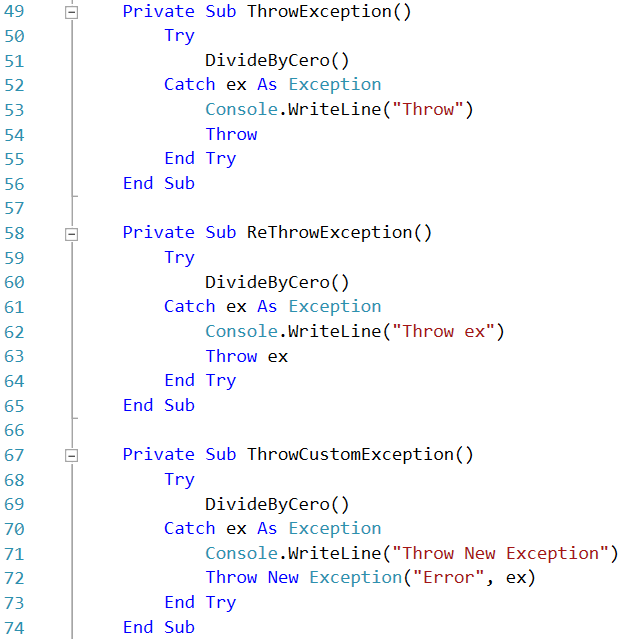 49 Private Sub ThrowException()
50 Try
51 DivideByCero()
52 Catch ex As Exception
53 Console.WriteLine("Throw")
54 Throw
55 End Try
56 End Sub
57
58 Private Sub ReThrowException()
59 Try
60 DivideByCero()
61 Catch ex As Exception
62 Console.WriteLine("Throw ex")
63 Throw ex
64 End Try
65 End Sub
66
67 Private Sub ThrowCustomException()
68 Try
69 DivideByCero()
70 Catch ex As Exception
71 Console.WriteLine("Throw New Exception")
72 Throw New Exception("Error", ex)
73 End Try
74 End Sub